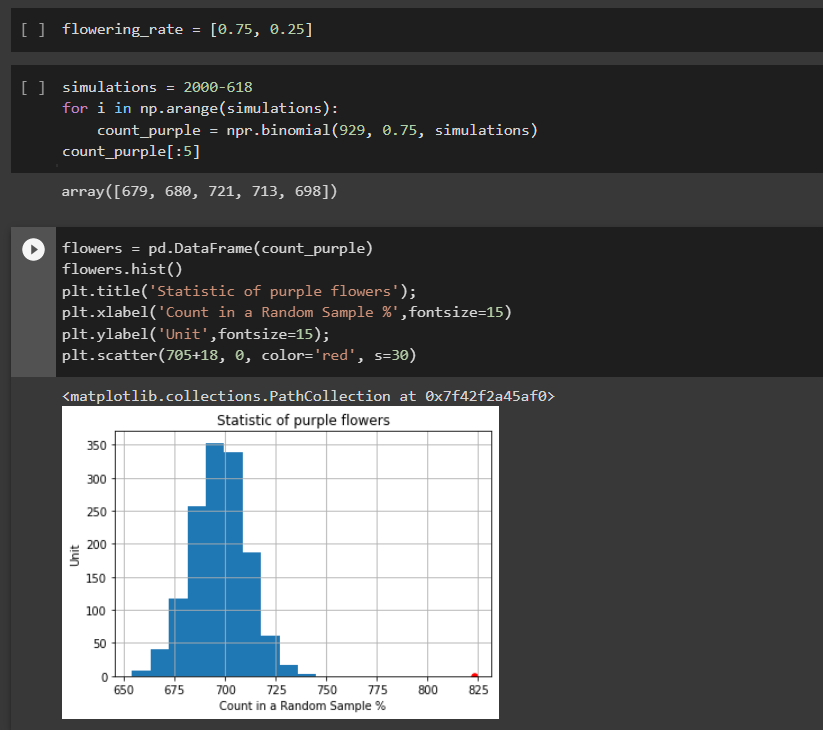 [ ] flowering_rate = [0.75, 0.25]
[ ] simulations = 2000-618
for i in np.arange(simulations):
    count_purple = npr.binomial(929, 0.75, simulations)
count_purple[:5]
array([679, 680, 721, 713, 698])
flowers = pd.DataFrame(count_purple)
flowers.hist()
plt.title('Statistic of purple flowers');
plt.xlabel('Count in a Random Sample %',fontsize=15)
plt.ylabel('Unit',fontsize=15);
plt.scatter(705+18, 0, color='red', s=30)
<matplotlib.collections.PathCollection at 0x7f42f2a45af0>
Statistic of purple flowers
350
300
250
200
150
100
50
0
Unit
650 675 700 725 750 775 800 825
Count in a Random Sample %